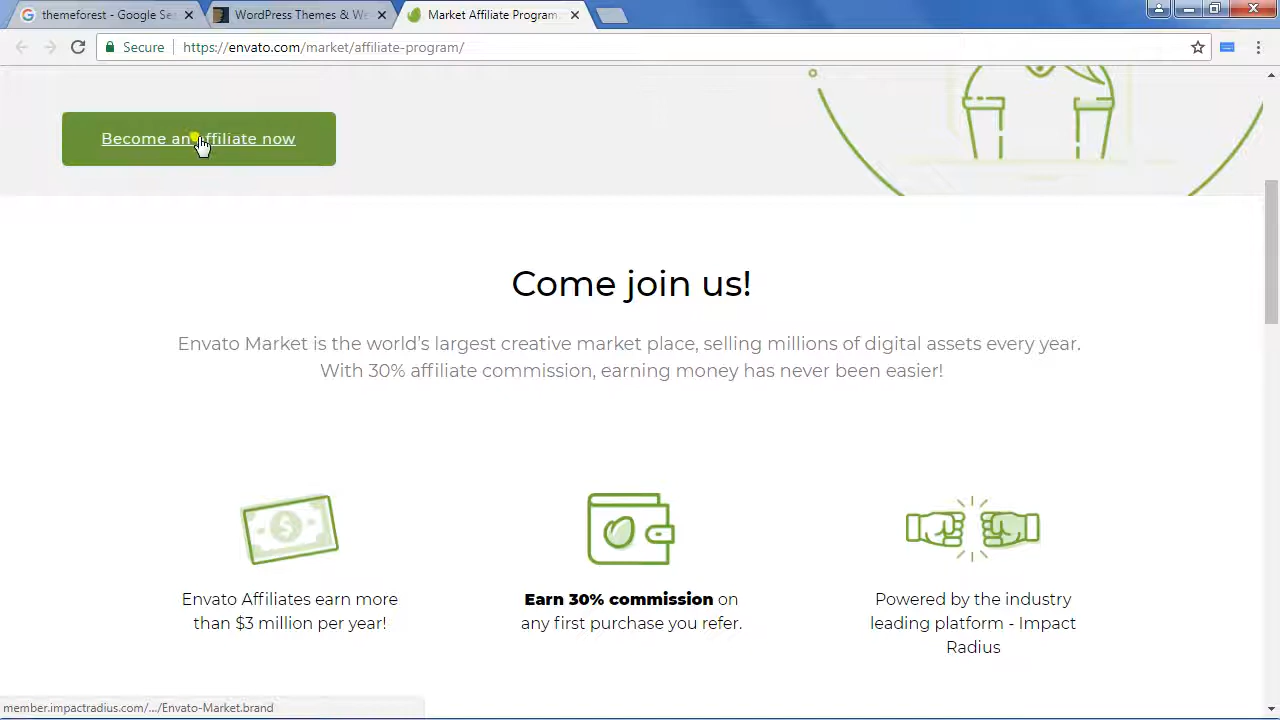 themeforest - Google Se
WordPress Themes & We
Market Affiliate Program
Secure
https://envato.com/market/affiliate-program/
Become an affiliate now
Come join us!
Envato Market is the world’s largest creative market place, selling millions of digital assets every year.
With 30% affiliate commission, earning money has never been easier!
Envato Affiliates earn more
than $3 million per year!
Earn 30% commission on
any first purchase you refer.
Powered by the industry
leading platform - Impact
Radius
member.impactradius.com/.../Envato-Market.brand